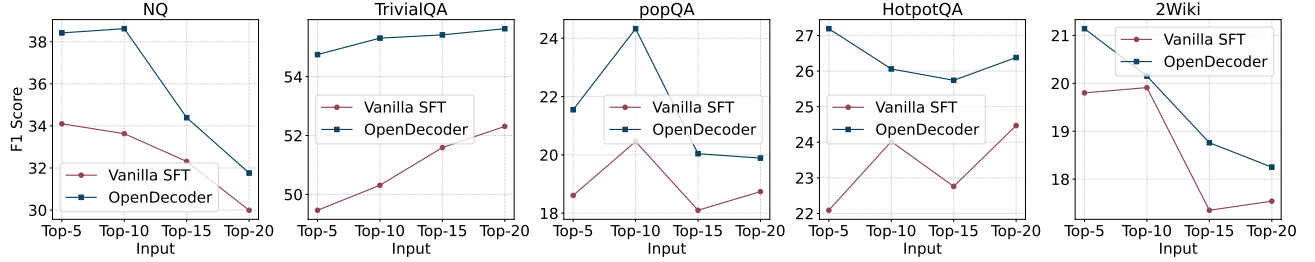 NQ
F1 Score
38
36
34
32
30
Vanilla SFT
OpenDecoder
Top-5 Top-10 Top-15 Top-20
Input
TrivialQA
54
52
50
Vanilla SFT
OpenDecoder
Top-5 Top-10 Top-15 Top-20
Input
popQA
24
22
20
18
Vanilla SFT
OpenDecoder
Top-5 Top-10 Top-15 Top-20
Input
HotpotQA
27
26
25
24
23
22
Vanilla SFT
OpenDecoder
Top-5 Top-10 Top-15 Top-20
Input
2Wiki
21
20
19
18
Vanilla SFT
OpenDecoder
Top-5 Top-10 Top-15 Top-20
Input